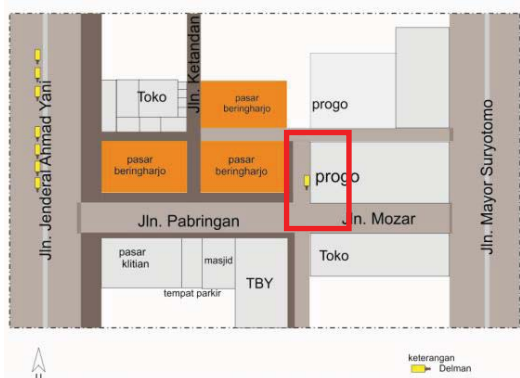 Jln. Jenderal Ahmad Yani
Toko
Jln. Ketandan
pasar
beringharjo
progo
pasar
beringharjo
pasar
beringharjo
progo
Jln. Mayor Suryotomo
Jln. Pabringan
Jln. Mozar
pasar
klitian
masjid
TBY
Toko
tempat parkir
keterangan
Delman